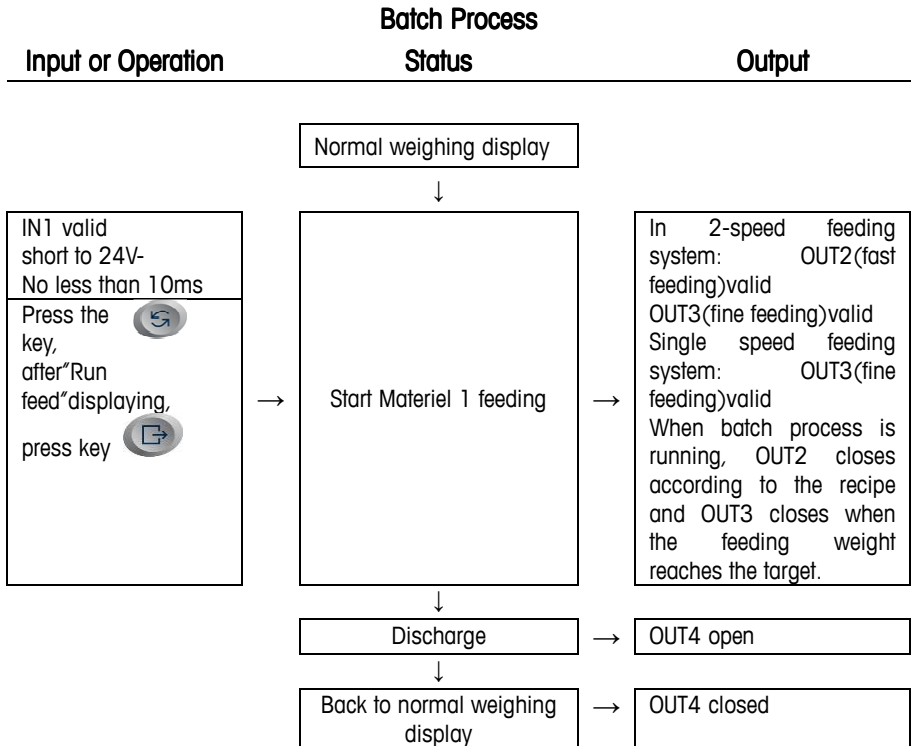 Batch Process
Input or Operation
Status
Output
Normal weighing display
↓
IN1 valid
short to 24V-
No less than 10ms
Press the
key,
after"Run
feed"displaying,
press key
→
Start Materiel 1 feeding
→
In 2-speed feeding
system: OUT2(fast
feeding)valid
OUT3(fine feeding)valid
Single speed feeding
system: OUT3(fine
feeding)valid
When batch process is
running, OUT2 closes
according to the recipe
and OUT3 closes when
the feeding weight
reaches the target.
↓
Discharge
→
OUT4 open
↓
Back to normal weighing
display
→
OUT4 closed